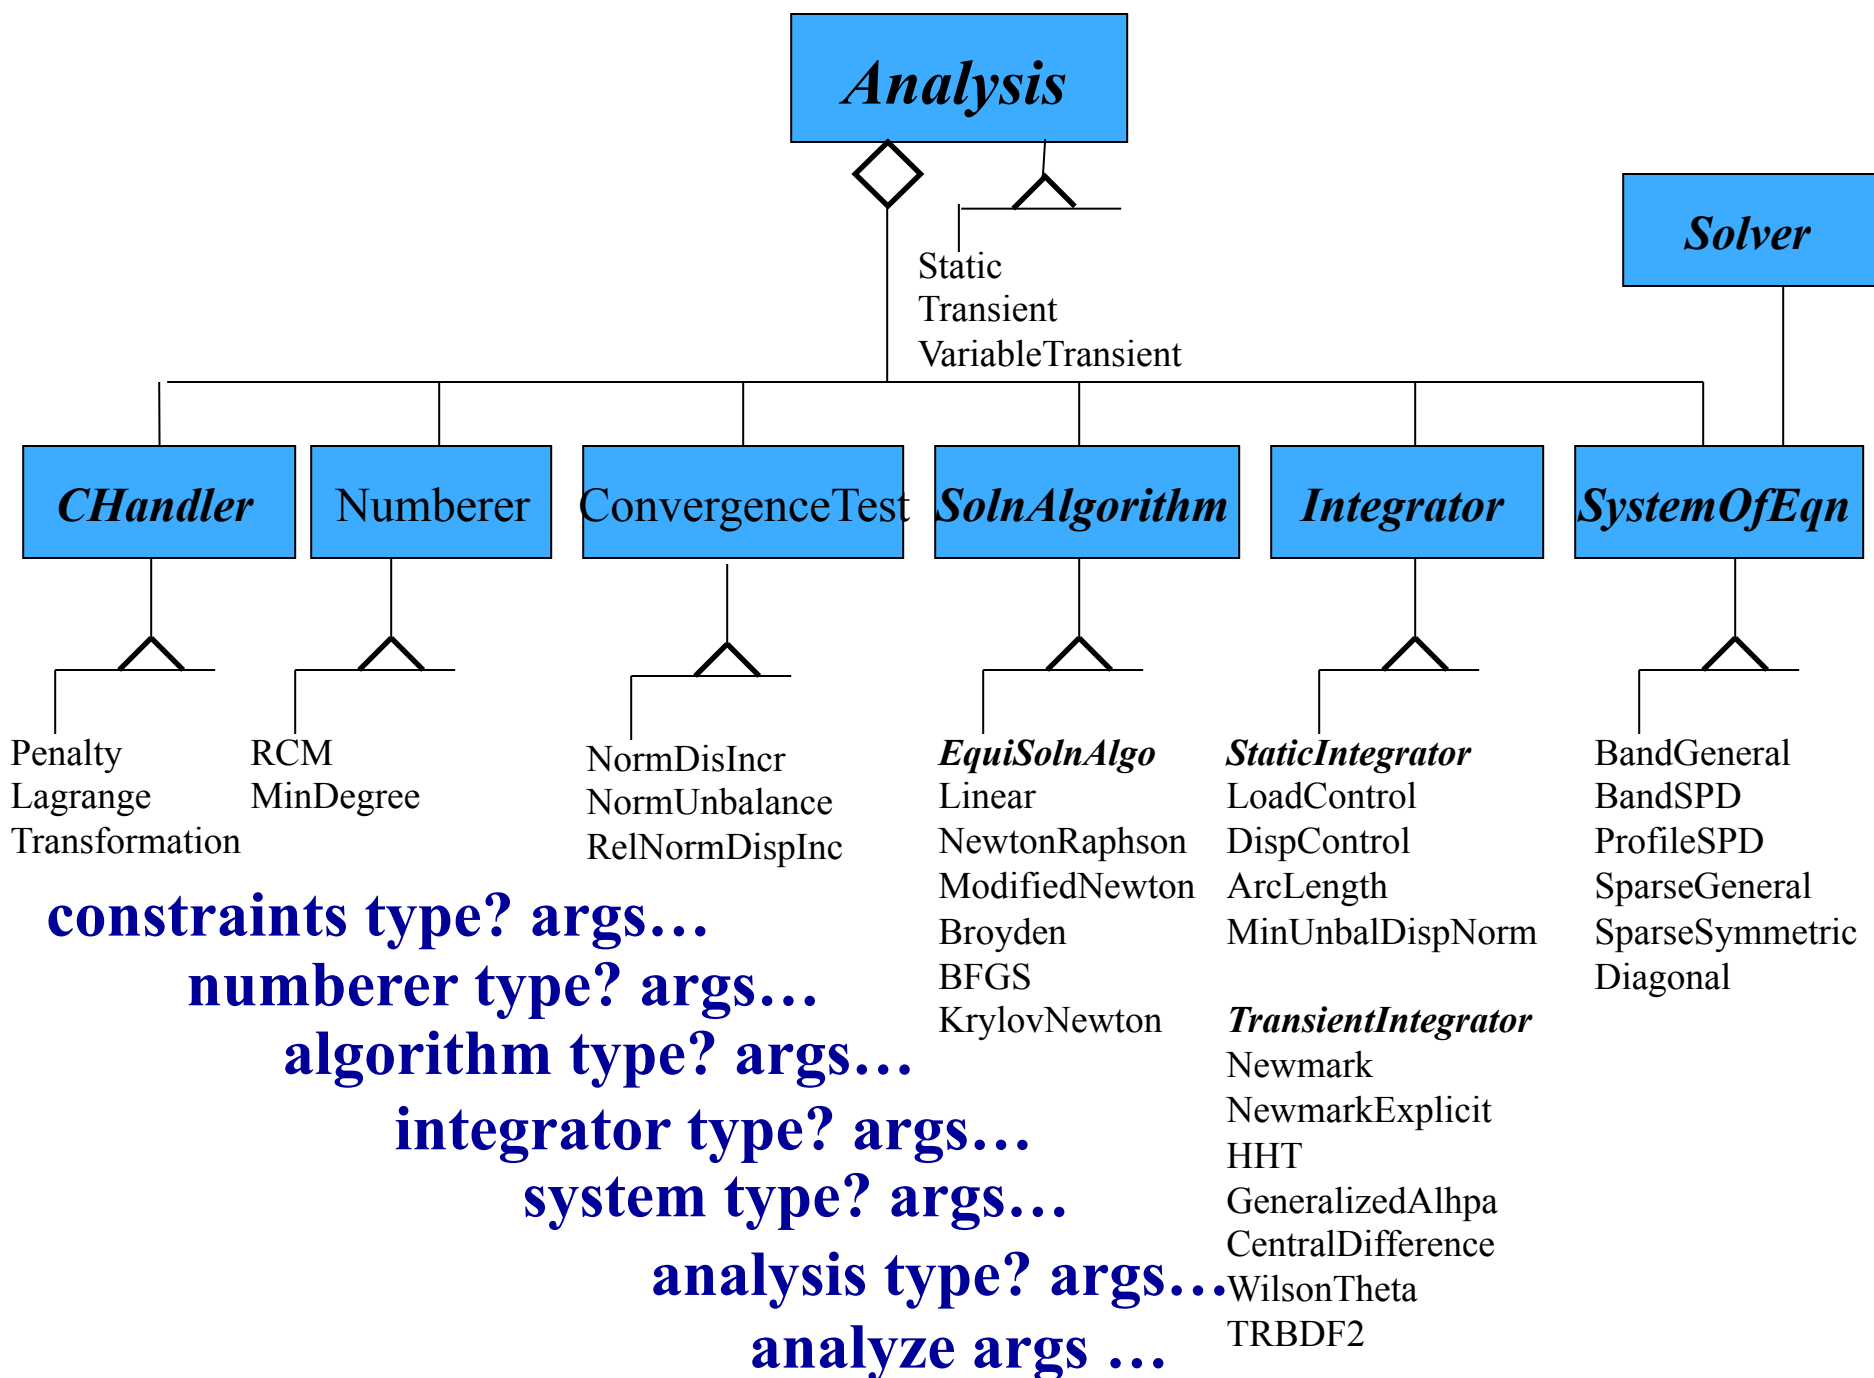 Analysis
Solver
Static
Transient
VariableTransient
CHandler
Numberer
ConvergenceTest
SolnAlgorithm
Integrator
SystemOfEqn
Penalty
Lagrange
Transformation
RCM
MinDegree
NormDisIncr
NormUnbalance
RelNormDispInc
EquiSolnAlgo
Linear
NewtonRaphson
ModifiedNewton
Broyden
BFGS
KrylovNewton
StaticIntegrator
LoadControl
DispControl
ArcLength
MinUnbalDispNorm
TransientIntegrator
Newmark
NewmarkExplicit
HHT
GeneralizedAlhpa
CentralDifference
WilsonTheta
TRBDF2
BandGeneral
BandSPD
ProfileSPD
SparseGeneral
SparseSymmetric
Diagonal
constraints type? args…
numberer type? args…
algorithm type? args…
integrator type? args…
system type? args…
analysis type? args…
analyze args …